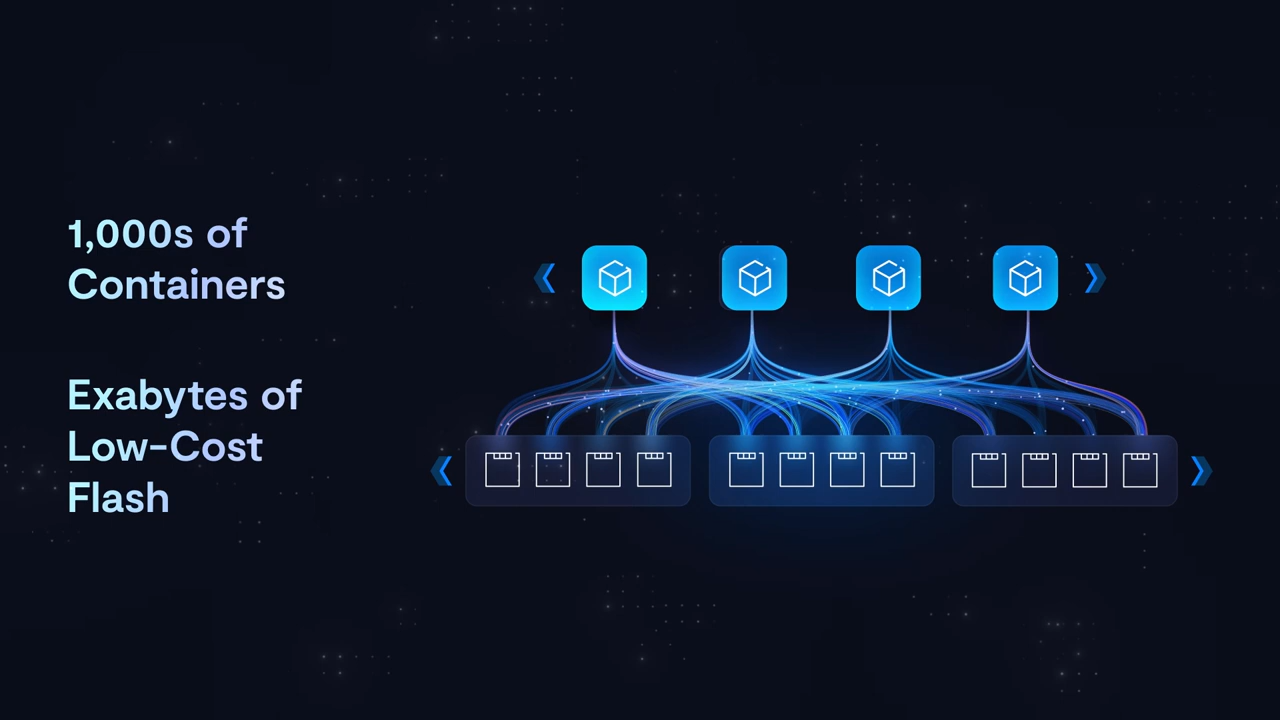 1,000s of
Containers
Exabytes of
Low-Cost
Flash